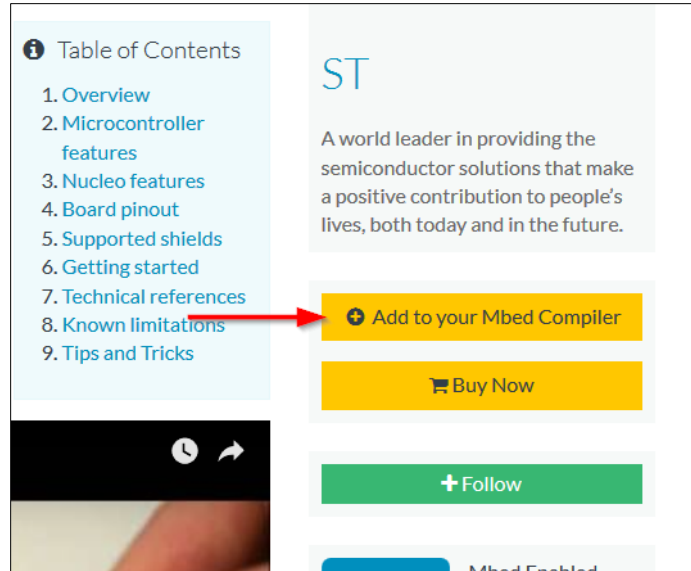 Table of Contents
1. Overview
2. Microcontroller
features
3. Nucleo features
4. Board pinout
5. Supported shields
6. Getting started
7. Technical references
8. Known limitations
9. Tips and Tricks
ST
A world leader in providing the
semiconductor solutions that make
a positive contribution to people's
lives, both today and in the future.
Add to your Mbed Compiler
Buy Now
Follow
Mbed Enabled